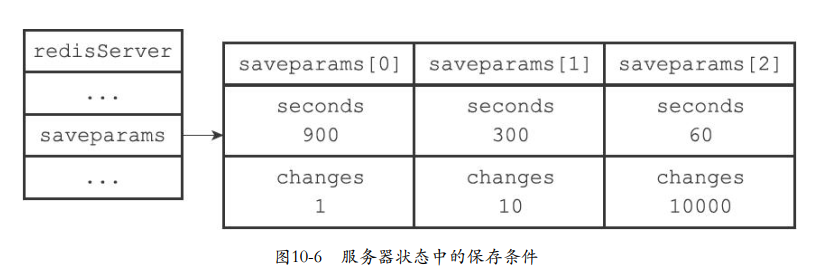 redisServer
...
saveparams
...
saveparams[0] saveparams[1] saveparams[2]
seconds seconds seconds
900 300 60
changes changes changes
1 10 10000
图10-6 服务器状态中的保存条件